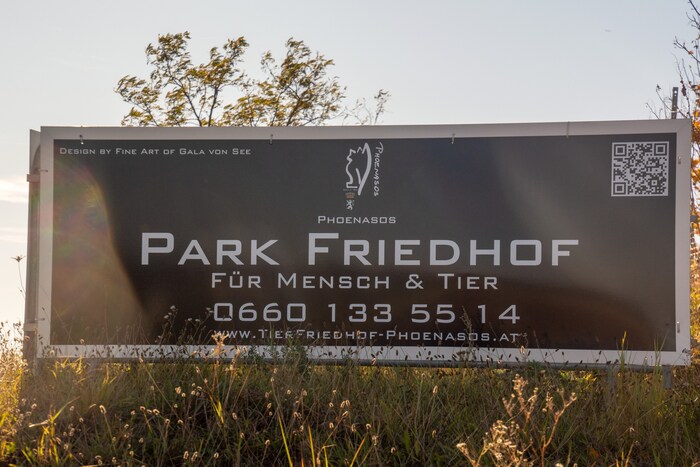 Design by Fine Art of Gala von See
Phoenasos
Phoenasos
Park Friedhof
für Mensch & Tier
0660 133 55 14
www.TierFriedhof-Phoenasos.at